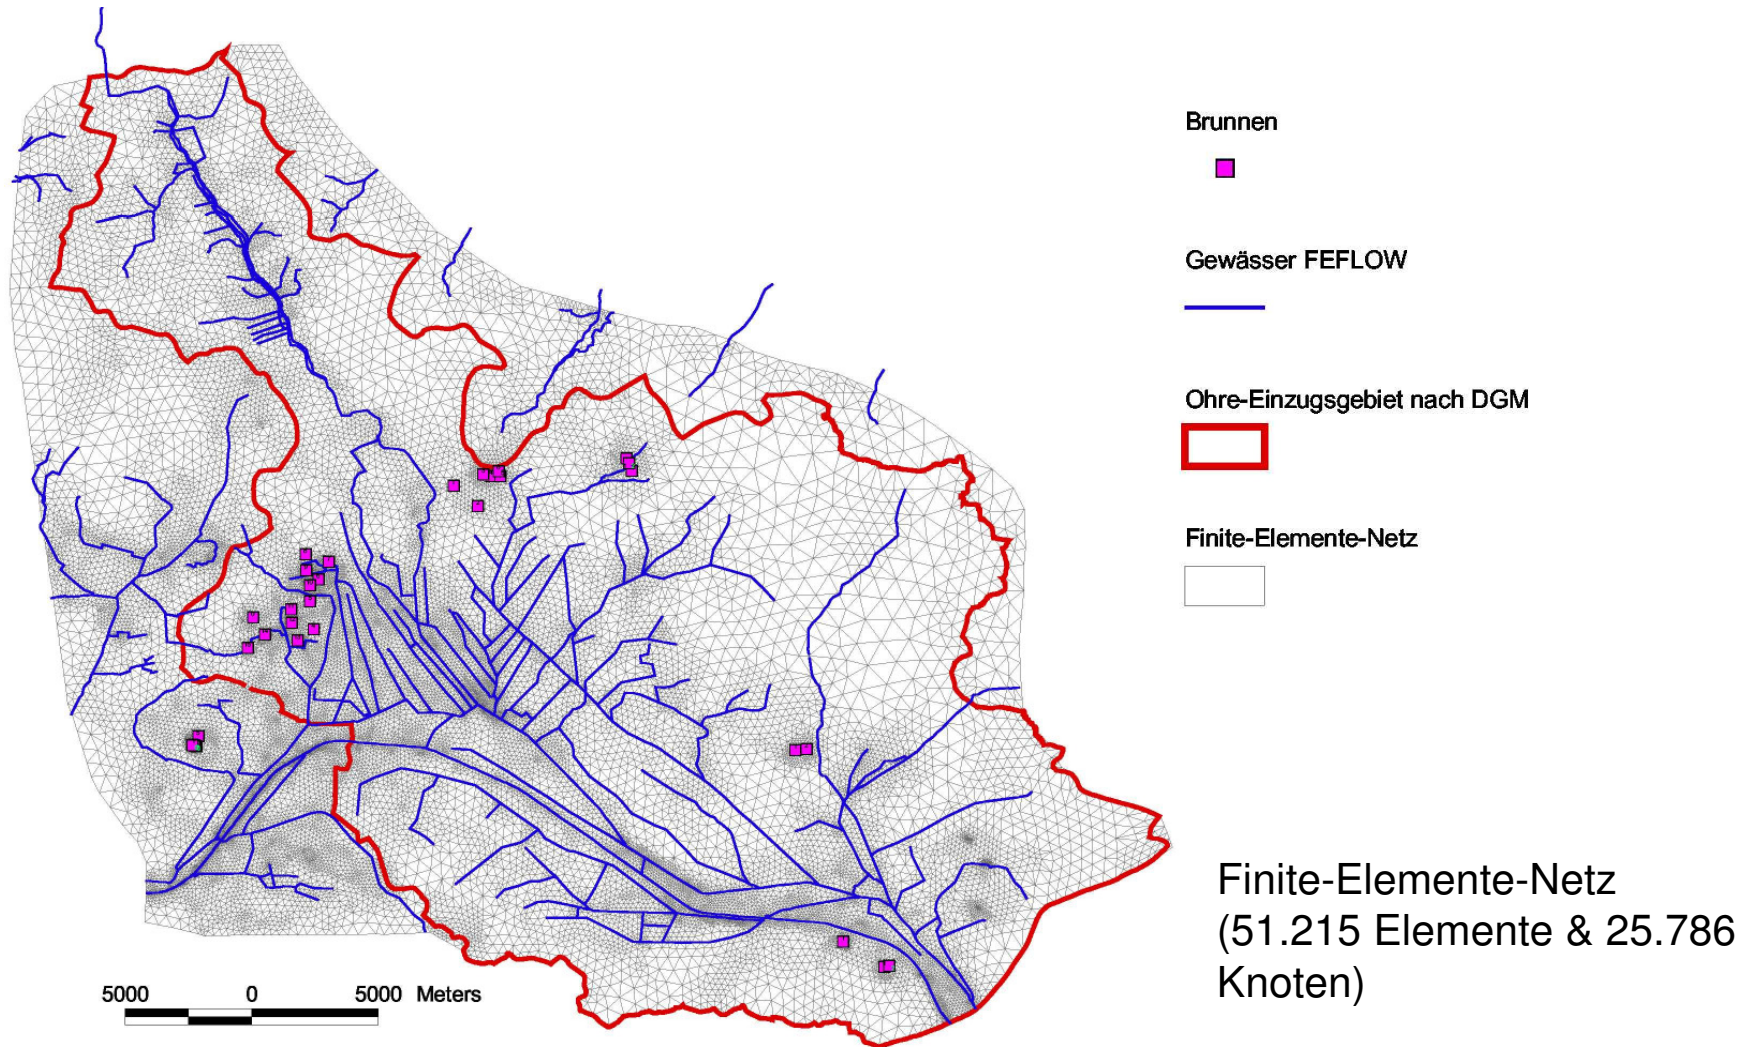 Brunnen
Gewässer FEFLOW
Ohre-Einzugsgebiet nach DGM
Finite-Elemente-Netz
Finite-Elemente-Netz
(51.215 Elemente & 25.786
Knoten)
5000 0 5000 Meters